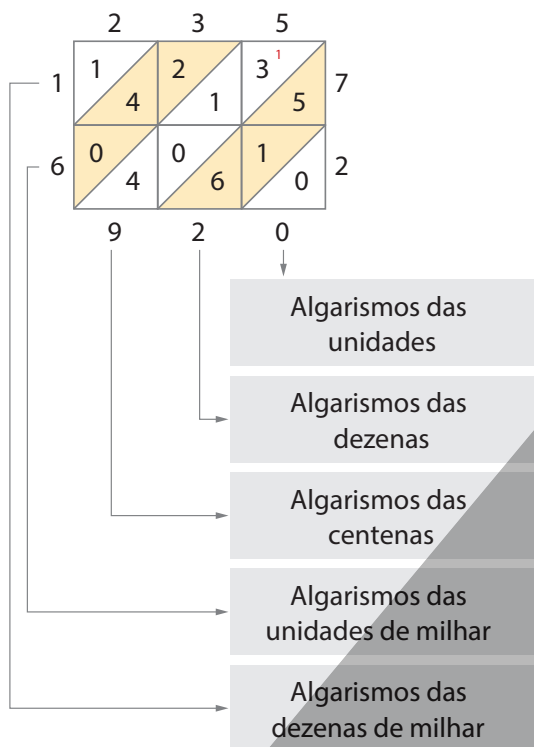 2 3 5
1
1 2 3 7
4 1 5
0 0 1
6 4 6 0 2
9 2 0
Algarismos das
unidades
Algarismos das
dezenas
Algarismos das
centenas
Algarismos das
unidades de milhar
Algarismos das
dezenas de milhar